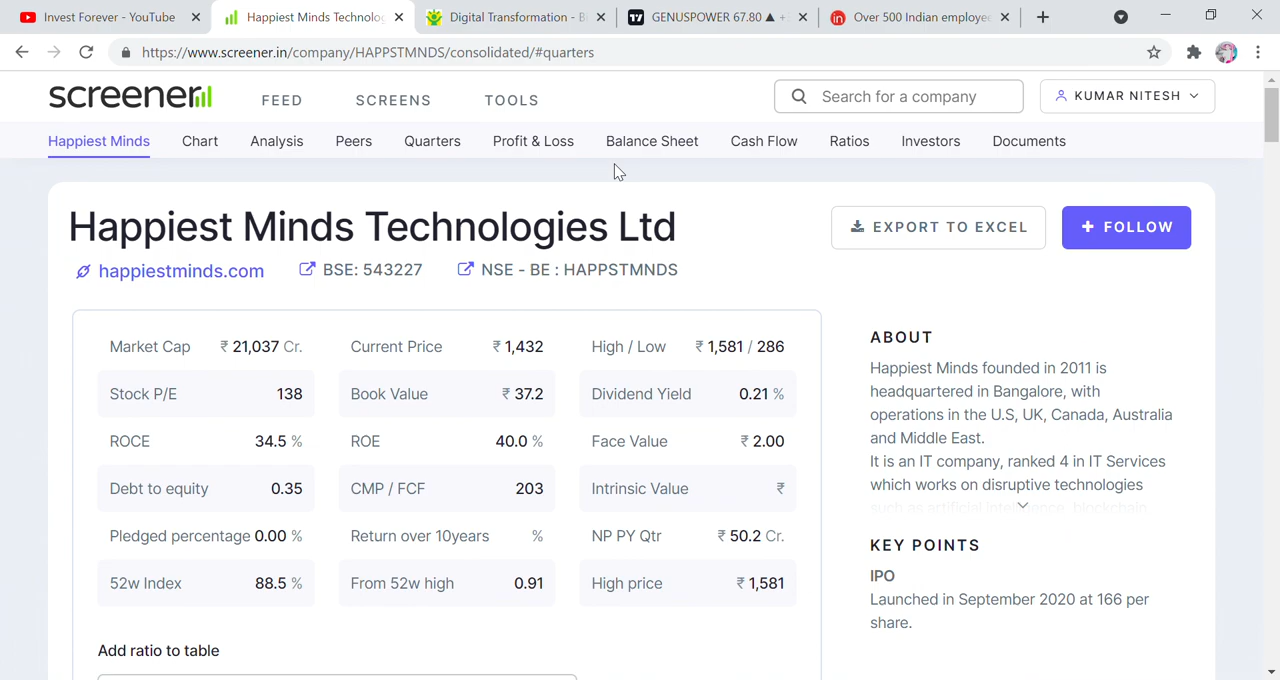 Invest Forever - YouTube
Happiest Minds Technolo
Digital Transformation - B
GENUSPOWER 67.80 ▲ +
Over 500 Indian employe
https://www.screener.in/company/HAPPSTMNDS/consolidated/#quarters
screener
FEED
SCREENS
TOOLS
Search for a company
KUMAR NITESH
Happiest Minds
Chart
Analysis
Peers
Quarters
Profit & Loss
Balance Sheet
Cash Flow
Ratios
Investors
Documents
Happiest Minds Technologies Ltd
EXPORT TO EXCEL
+ FOLLOW
happiestminds.com
BSE: 543227
NSE - BE : HAPPSTMNDS
Market Cap ₹ 21,037 Cr.
Current Price ₹ 1,432
High / Low ₹ 1,581 / 286
Stock P/E 138
Book Value ₹ 37.2
Dividend Yield 0.21 %
ROCE 34.5 %
ROE 40.0 %
Face Value ₹ 2.00
Debt to equity 0.35
CMP / FCF 203
Intrinsic Value ₹
Pledged percentage 0.00 %
Return over 10years %
NP PY Qtr ₹ 50.2 Cr.
52w Index 88.5 %
From 52w high 0.91
High price ₹ 1,581
Add ratio to table
ABOUT
Happiest Minds founded in 2011 is
headquartered in Bangalore, with
operations in the U.S, UK, Canada, Australia
and Middle East.
It is an IT company, ranked 4 in IT Services
which works on disruptive technologies
such as artificial intelligence, blockchain,
KEY POINTS
IPO
Launched in September 2020 at 166 per
share.